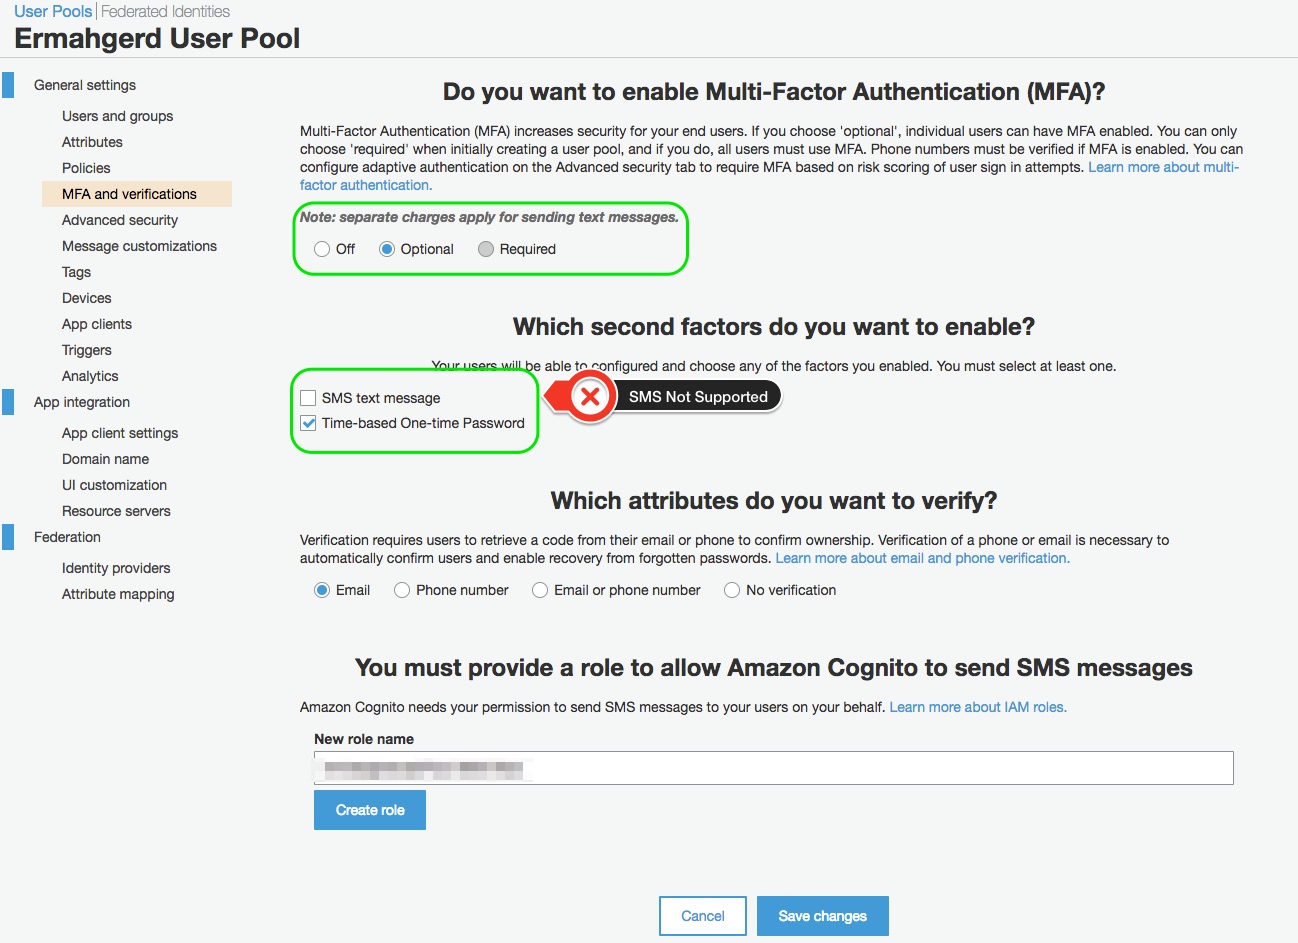 User Pools | Federated Identities
Ermahgerd User Pool
General settings
Users and groups
Attributes
Policies
MFA and verifications
Advanced security
Message customizations
Tags
Devices
App clients
Triggers
Analytics
App integration
App client settings
Domain name
UI customization
Resource servers
Federation
Identity providers
Attribute mapping
Do you want to enable Multi-Factor Authentication (MFA)?
Multi-Factor Authentication (MFA) increases security for your end users. If you choose 'optional', individual users can have MFA enabled. You can only
choose 'required' when initially creating a user pool, and if you do, all users must use MFA. Phone numbers must be verified if MFA is enabled. You can
configure adaptive authentication on the Advanced security tab to require MFA based on risk scoring of user sign in attempts. Learn more about multi-
factor authentication.
Note: separate charges apply for sending text messages.
Off Optional Required
Which second factors do you want to enable?
Your users will be able to configured and choose any of the factors you enabled. You must select at least one.
SMS text message
SMS Not Supported
Time-based One-time Password
Which attributes do you want to verify?
Verification requires users to retrieve a code from their email or phone to confirm ownership. Verification of a phone or email is necessary to
automatically confirm users and enable recovery from forgotten passwords. Learn more about email and phone verification.
Email Phone number Email or phone number No verification
You must provide a role to allow Amazon Cognito to send SMS messages
Amazon Cognito needs your permission to send SMS messages to your users on your behalf. Learn more about IAM roles.
New role name
Create role
Cancel Save changes